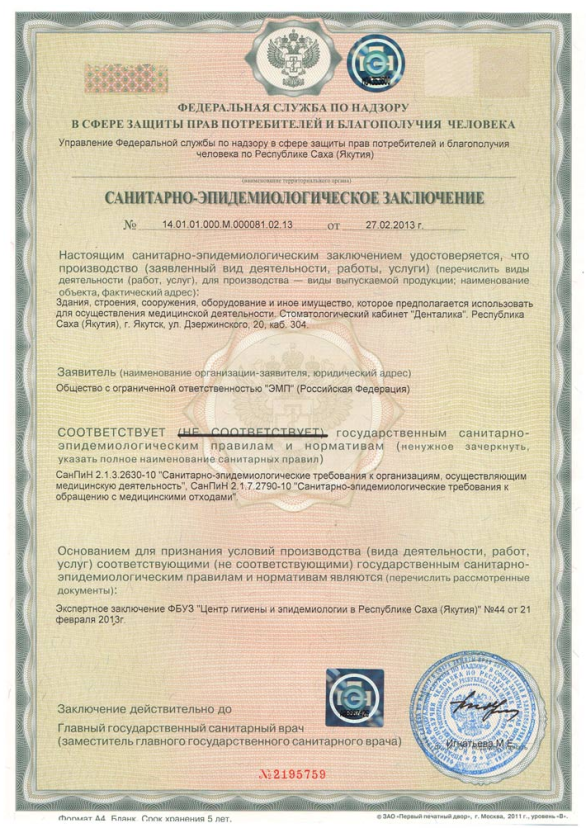 ФЕДЕРАЛЬНАЯ СЛУЖБА ПО НАДЗОРУ
В СФЕРЕ ЗАЩИТЫ ПРАВ ПОТРЕБИТЕЛЕЙ И БЛАГОПОЛУЧИЯ ЧЕЛОВЕКА
Управление Федеральной службы по надзору в сфере защиты прав потребителей и благополучия
человека по Республике Саха (Якутия)
(наименование территориального органа)
САНИТАРНО-ЭПИДЕМИОЛОГИЧЕСКОЕ ЗАКЛЮЧЕНИЕ
№ 14.01.01.000.М.000081.02.13 от 27.02.2013 г.
Настоящим санитарно-эпидемиологическим заключением удостоверяется, что
производство (заявленный вид деятельности, работы, услуги) (перечислить виды
деятельности (работ, услуг), для производства — виды выпускаемой продукции; наименование
объекта, фактический адрес):
Здания, строения, сооружения, оборудование и иное имущество, которое предполагается использовать
для осуществления медицинской деятельности. Стоматологический кабинет "Денталика". Республика
Саха (Якутия), г. Якутск, ул. Дзержинского, 20, каб. 304.
Заявитель (наименование организации-заявителя, юридический адрес)
Общество с ограниченной ответственностью "ЭМП" (Российская Федерация)
СООТВЕТСТВУЕТ (НЕ СООТВЕТСТВУЕТ) государственным санитарно-
эпидемиологическим правилам и нормативам (ненужное зачеркнуть,
указать полное наименование санитарных правил)
СанПиН 2.1.3.2630-10 "Санитарно-эпидемиологические требования к организациям, осуществляющим
медицинскую деятельность", СанПиН 2.1.7.2790-10 "Санитарно-эпидемиологические требования к
обращению с медицинскими отходами"
Основанием для признания условий производства (вида деятельности, работ,
услуг) соответствующими (не соответствующими) государственным санитарно-
эпидемиологическим правилам и нормативам являются (перечислить рассмотренные
документы):
Экспертное заключение ФБУЗ "Центр гигиены и эпидемиологии в Республике Саха (Якутия)" №44 от 21
февраля 2013г.
Заключение действительно до
Главный государственный санитарный врач
(заместитель главного государственного санитарного врача)
Игнатьева М.Е.
№2195759
Формат А4. Бланк. Срок хранения 5 лет.
© ЗАО «Первый печатный двор», г. Москва, 2011 г., уровень «В».